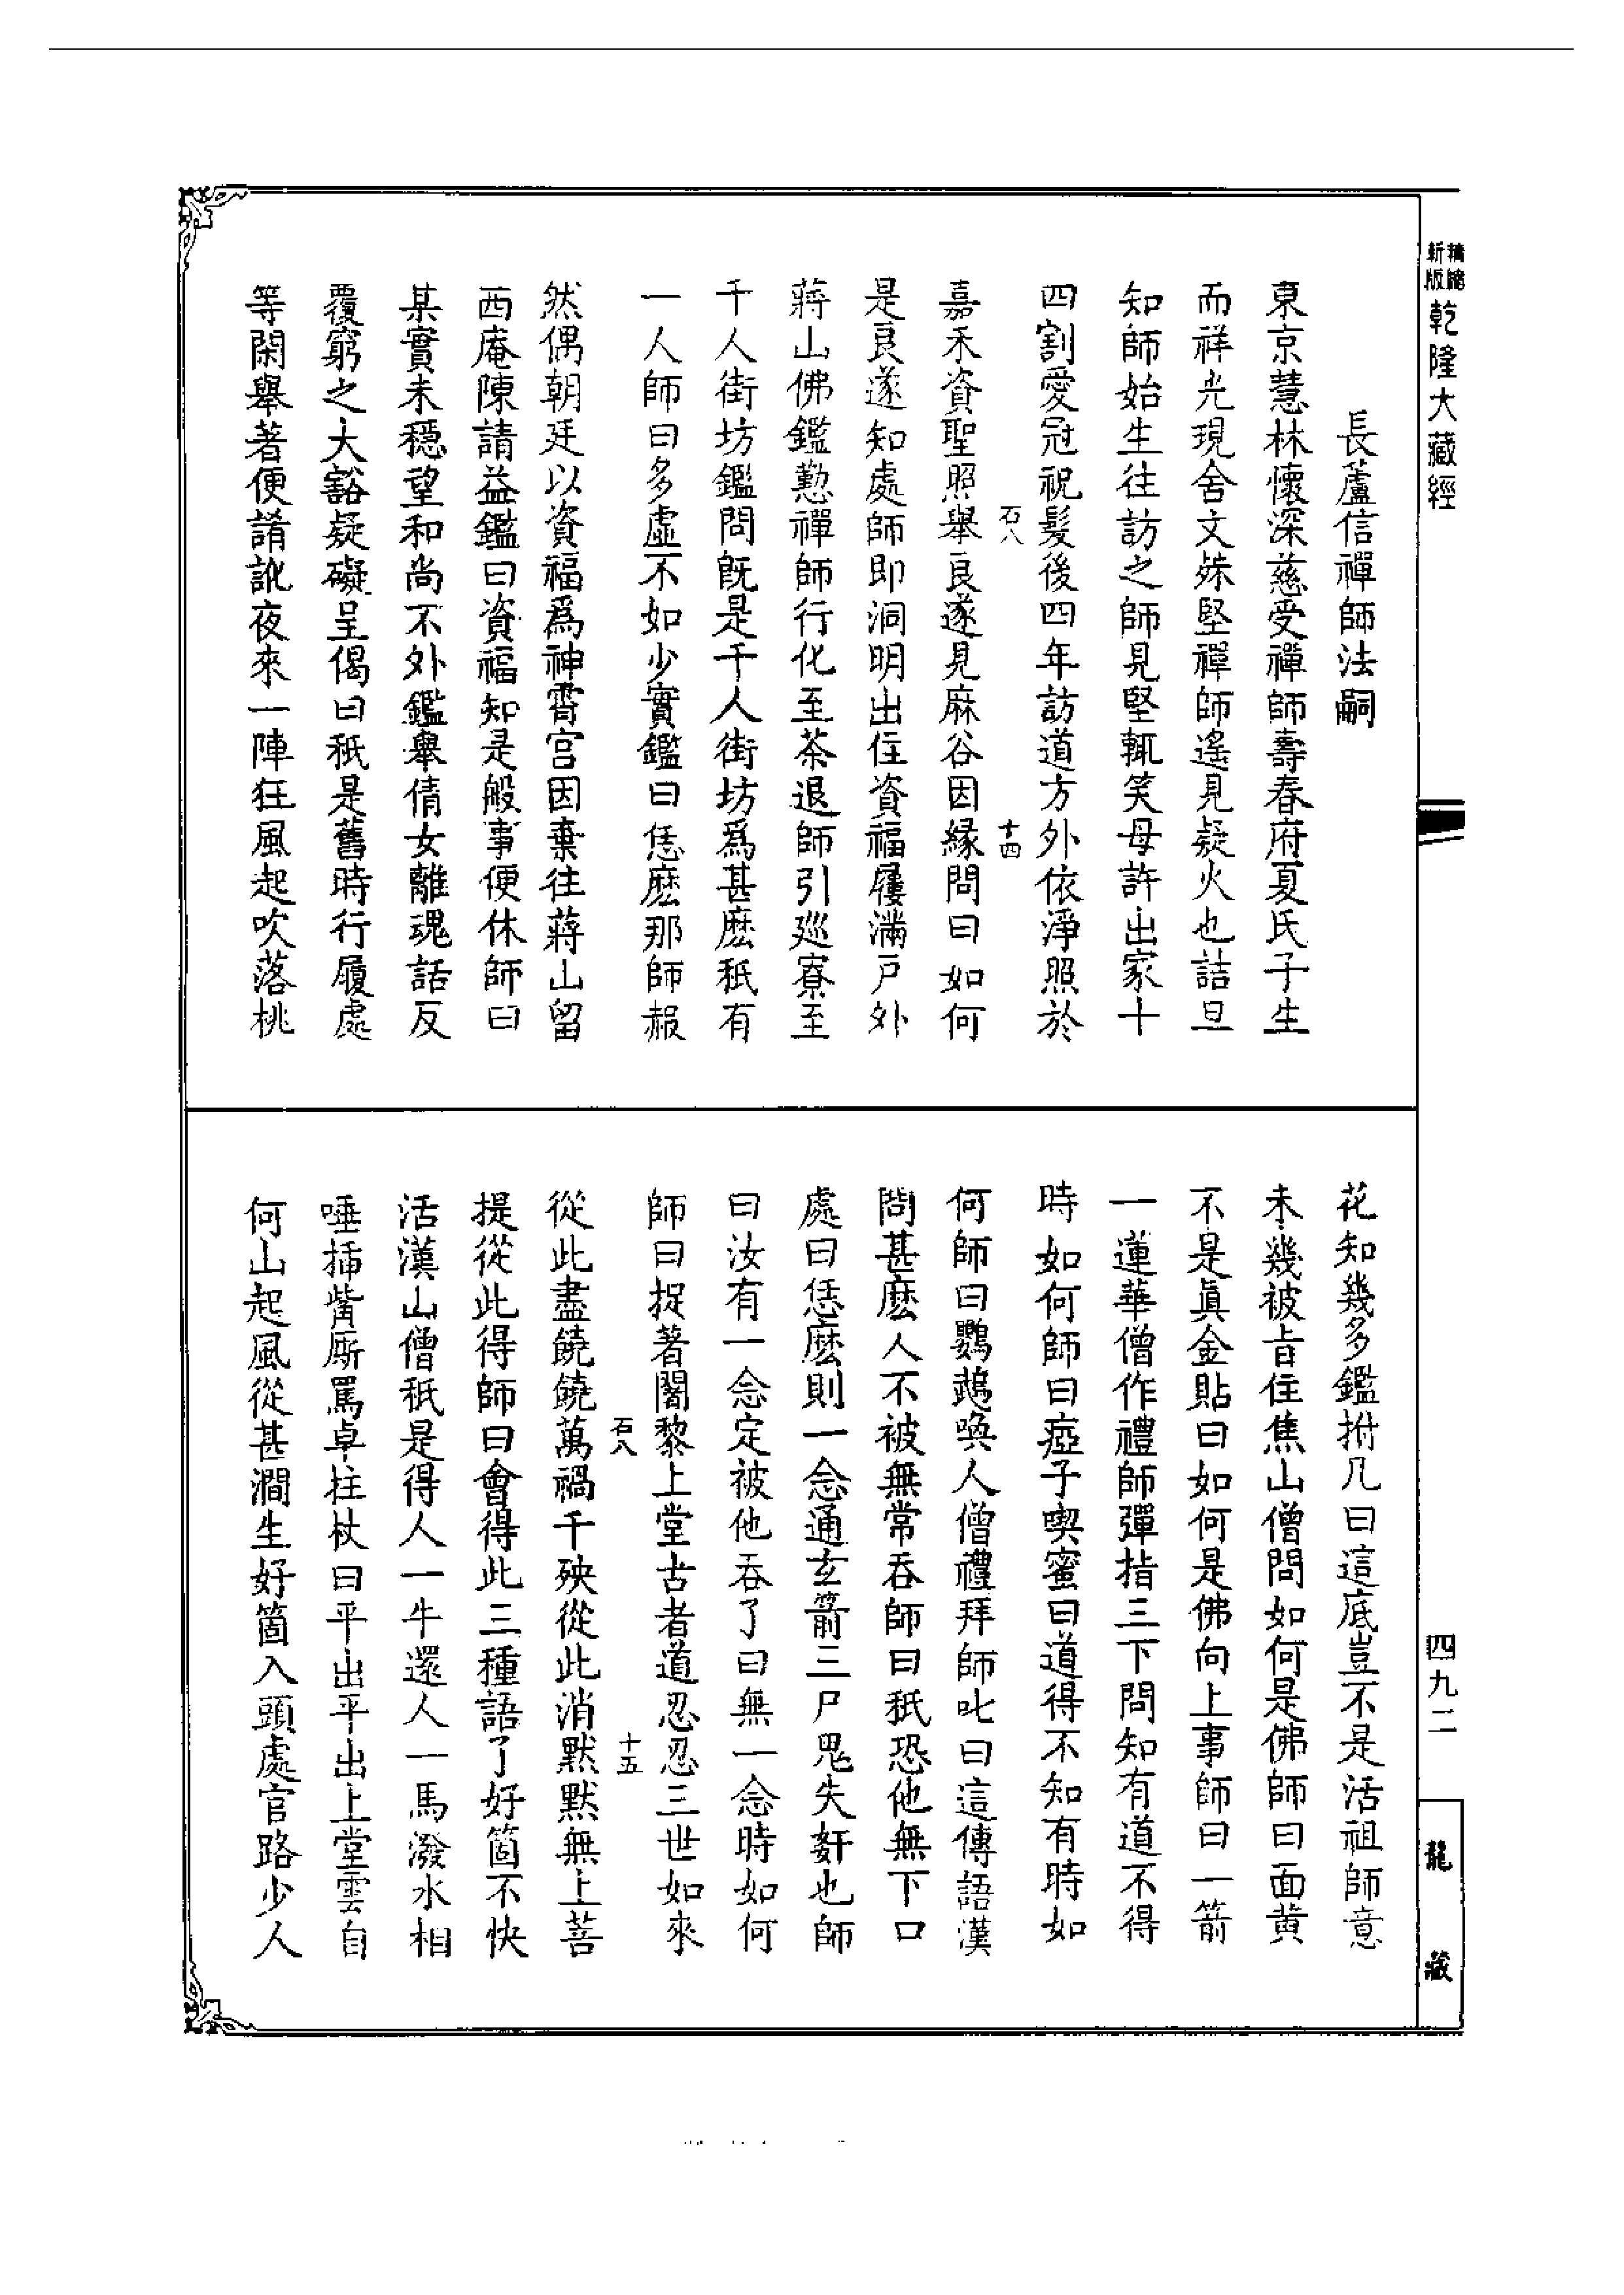 新版精縮乾隆大藏經
長蘆信禪師法嗣
東京慧林懷深慈受禪師壽春府夏氏子生
而祥光現舍文殊堅禪師遙見疑火也詰旦
知師始生往訪之師見堅輒笑母許出家十
四割愛冠祝髮後四年訪道方外依淨照於
石八 十四
嘉禾資聖照舉良遂見麻谷因緣問曰如何
是良遂知處師即洞明出住資福屨滿戶外
蔣山佛鑑懃禪師行化至茶退師引巡寮至
千人街坊鑑問旣是千人街坊爲甚麽秖有
一人師曰多虛不如少實鑑曰恁麽那師赧
然偶朝廷以資福爲神霄宮因棄往蔣山留
西庵陳請益鑑曰資福知是般事便休師曰
某實未穩望和尚不外鑑舉倩女離魂話反
覆窮之大豁疑礙呈偈曰秖是舊時行履處
等閑舉著便誵訛夜來一陣狂風起吹落桃
花知幾多鑑拊几曰這底豈不是活祖師意
未幾被旨住焦山僧問如何是佛師曰面黃
不是眞金貼曰如何是佛向上事師曰一箭
一蓮華僧作禮師彈指三下問知有道不得
時如何師曰瘂子喫蜜曰道得不知有時如
何師曰鸚鵡喚人僧禮拜師叱曰這傳語漢
問甚麽人不被無常吞師曰秖恐他無下口
處曰恁麽則一念通玄箭三尸鬼失姧也師
曰汝有一念定被他吞了曰無一念時如何
師曰捉著闍黎上堂古者道忍忍三世如來
石八 十五
從此盡饒饒萬禍千殃從此消默默無上菩
提從此得師曰會得此三種語了好箇不快
活漢山僧秖是得人一牛還人一馬潑水相
唾插觜厮罵卓拄杖曰平出平出上堂雲自
何山起風從甚澗生好箇入頭處官路少人
四九二
龍藏